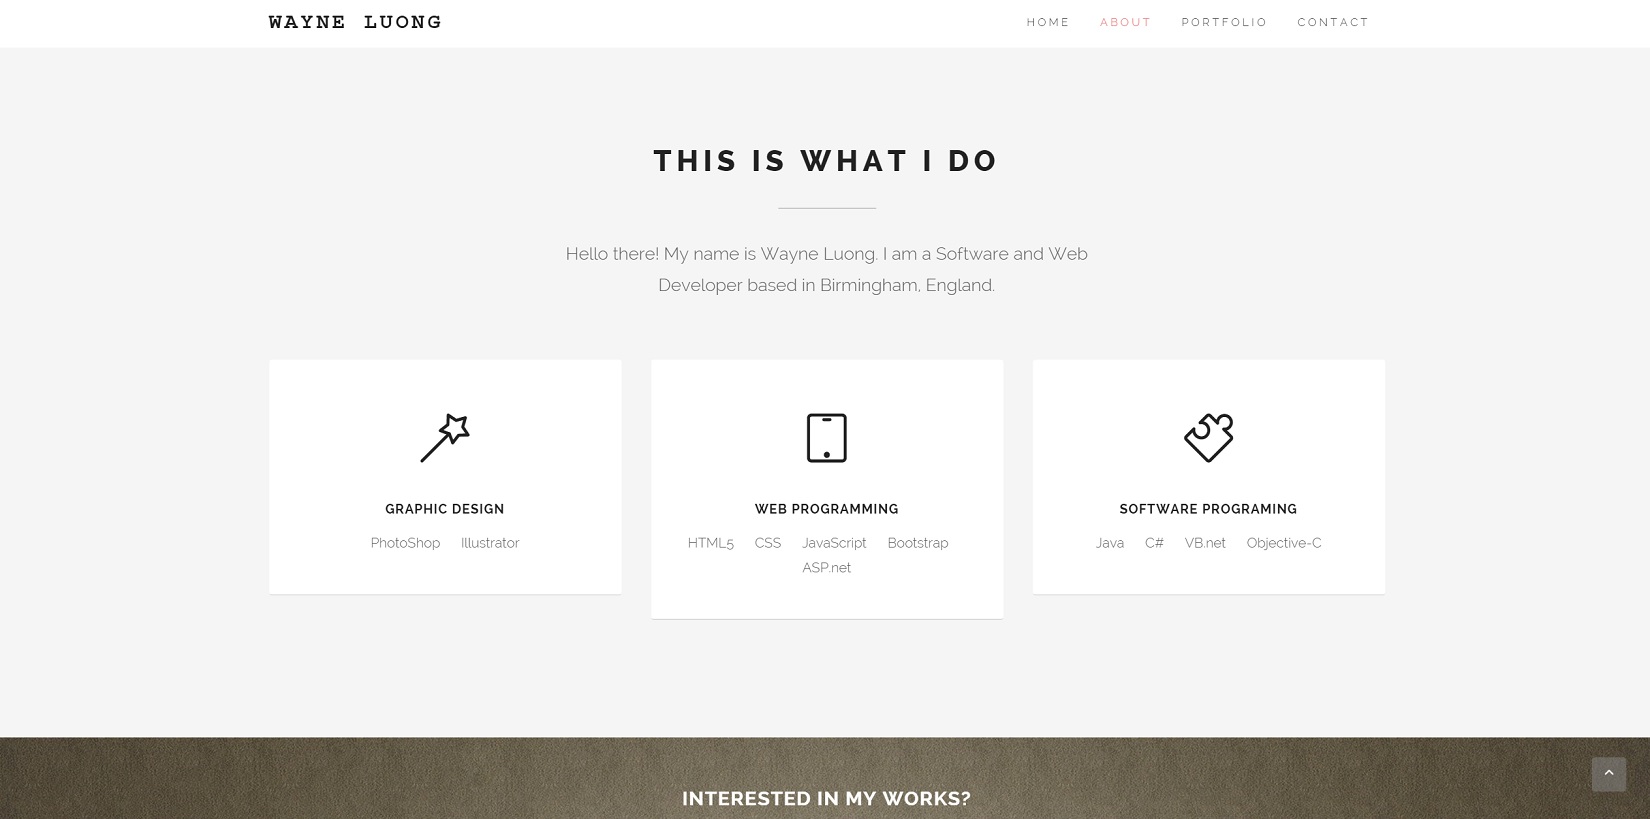 WAYNE LUONG
HOME ABOUT PORTFOLIO CONTACT
THIS IS WHAT I DO
Hello there! My name is Wayne Luong. I am a Software and Web
Developer based in Birmingham, England.
GRAPHIC DESIGN
PhotoShop Illustrator
WEB PROGRAMMING
HTML5 CSS JavaScript Bootstrap
ASP.net
SOFTWARE PROGRAMING
Java C# VB.net Objective-C
INTERESTED IN MY WORKS?